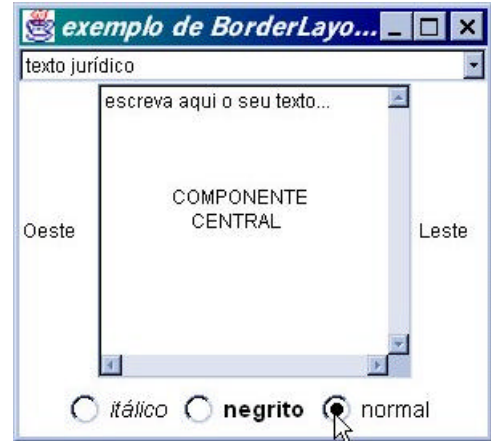 exemplo de BorderLayo...
texto jurídico
escreva aqui o seu texto...
COMPONENTE
CENTRAL
Oeste
Leste
itálico negrito normal